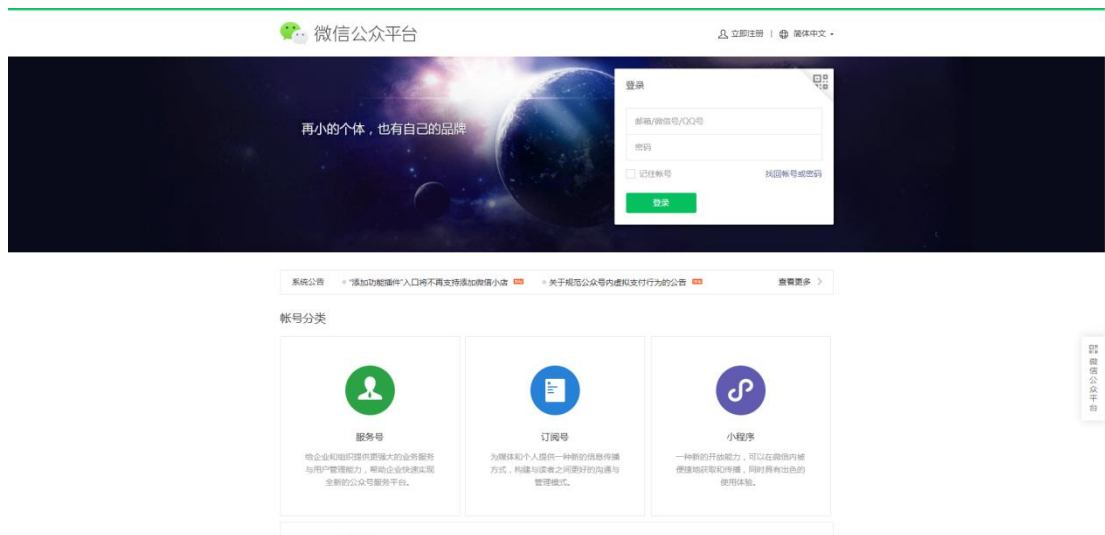 微信公众平台
立即注册 | 简体中文
登录
再小的个体，也有自己的品牌
邮箱/微信号/QQ号
密码
记住帐号 找回帐号或密码
登录
系统公告 “添加功能插件”入口将不再支持添加微信小店 关于规范公众号内虚拟支付行为的公告 查看更多
帐号分类
微信公众平台
服务号
给企业和组织提供更强大的业务服务
与用户管理能力，帮助企业快速实现
全新的公众号服务平台。
订阅号
为媒体和个人提供一种新的信息传播
方式，构建与读者之间更好的沟通与
管理模式。
小程序
一种新的开放能力，可以在微信内被
便捷地获取和传播，同时具有出色的
使用体验。